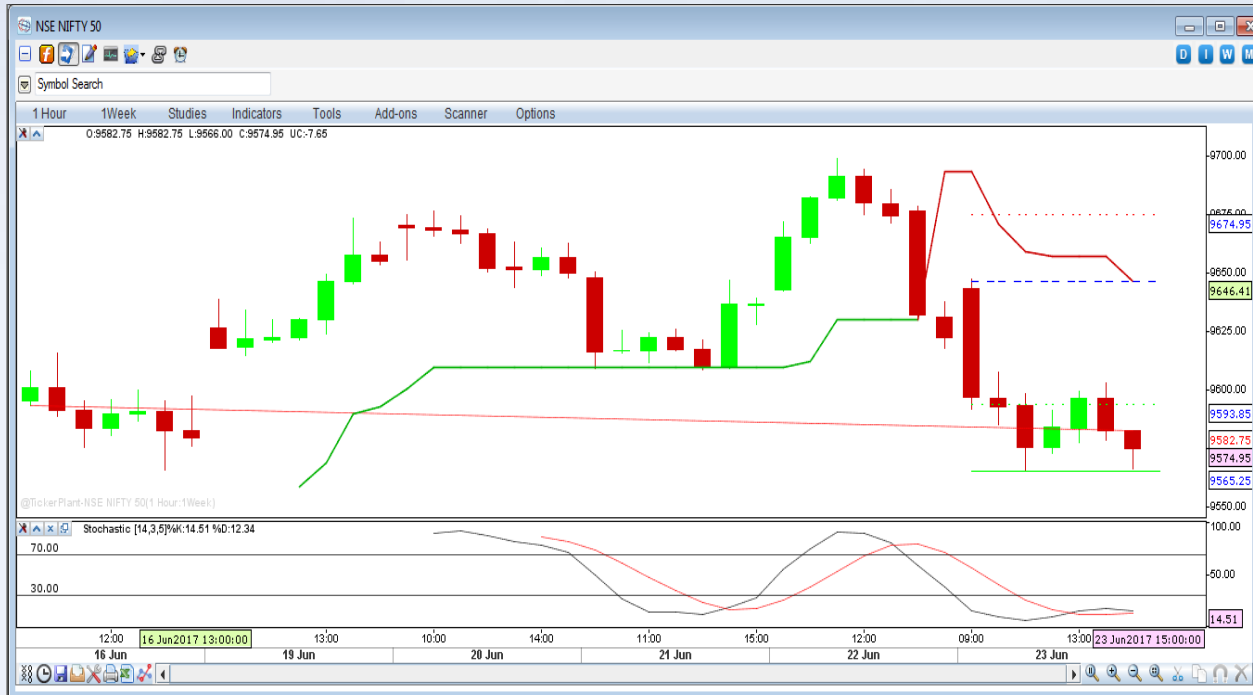 NSE NIFTY 50
D I W M
Symbol Search
1 Hour 1Week Studies Indicators Tools Add-ons Scanner Options
O:9582.75 H:9582.75 L:9566.00 C:9574.95 UC:-7.65
9700.00
9675.00
9674.95
9650.00
9646.41
9625.00
9600.00
9593.85
9582.75
9574.95
9565.25
@TickerPlant-NSE NIFTY 50(1 Hour:1Week)
9550.00
Stochastic [14,3,5]%K:14.51 %D:12.34
100.00
70.00
50.00
30.00
14.51
12:00 16 Jun2017 13:00:00 13:00 10:00 14:00 11:00 15:00 12:00 09:00 13:00 23 Jun2017 15:00:00
16 Jun 19 Jun 20 Jun 21 Jun 22 Jun 23 Jun